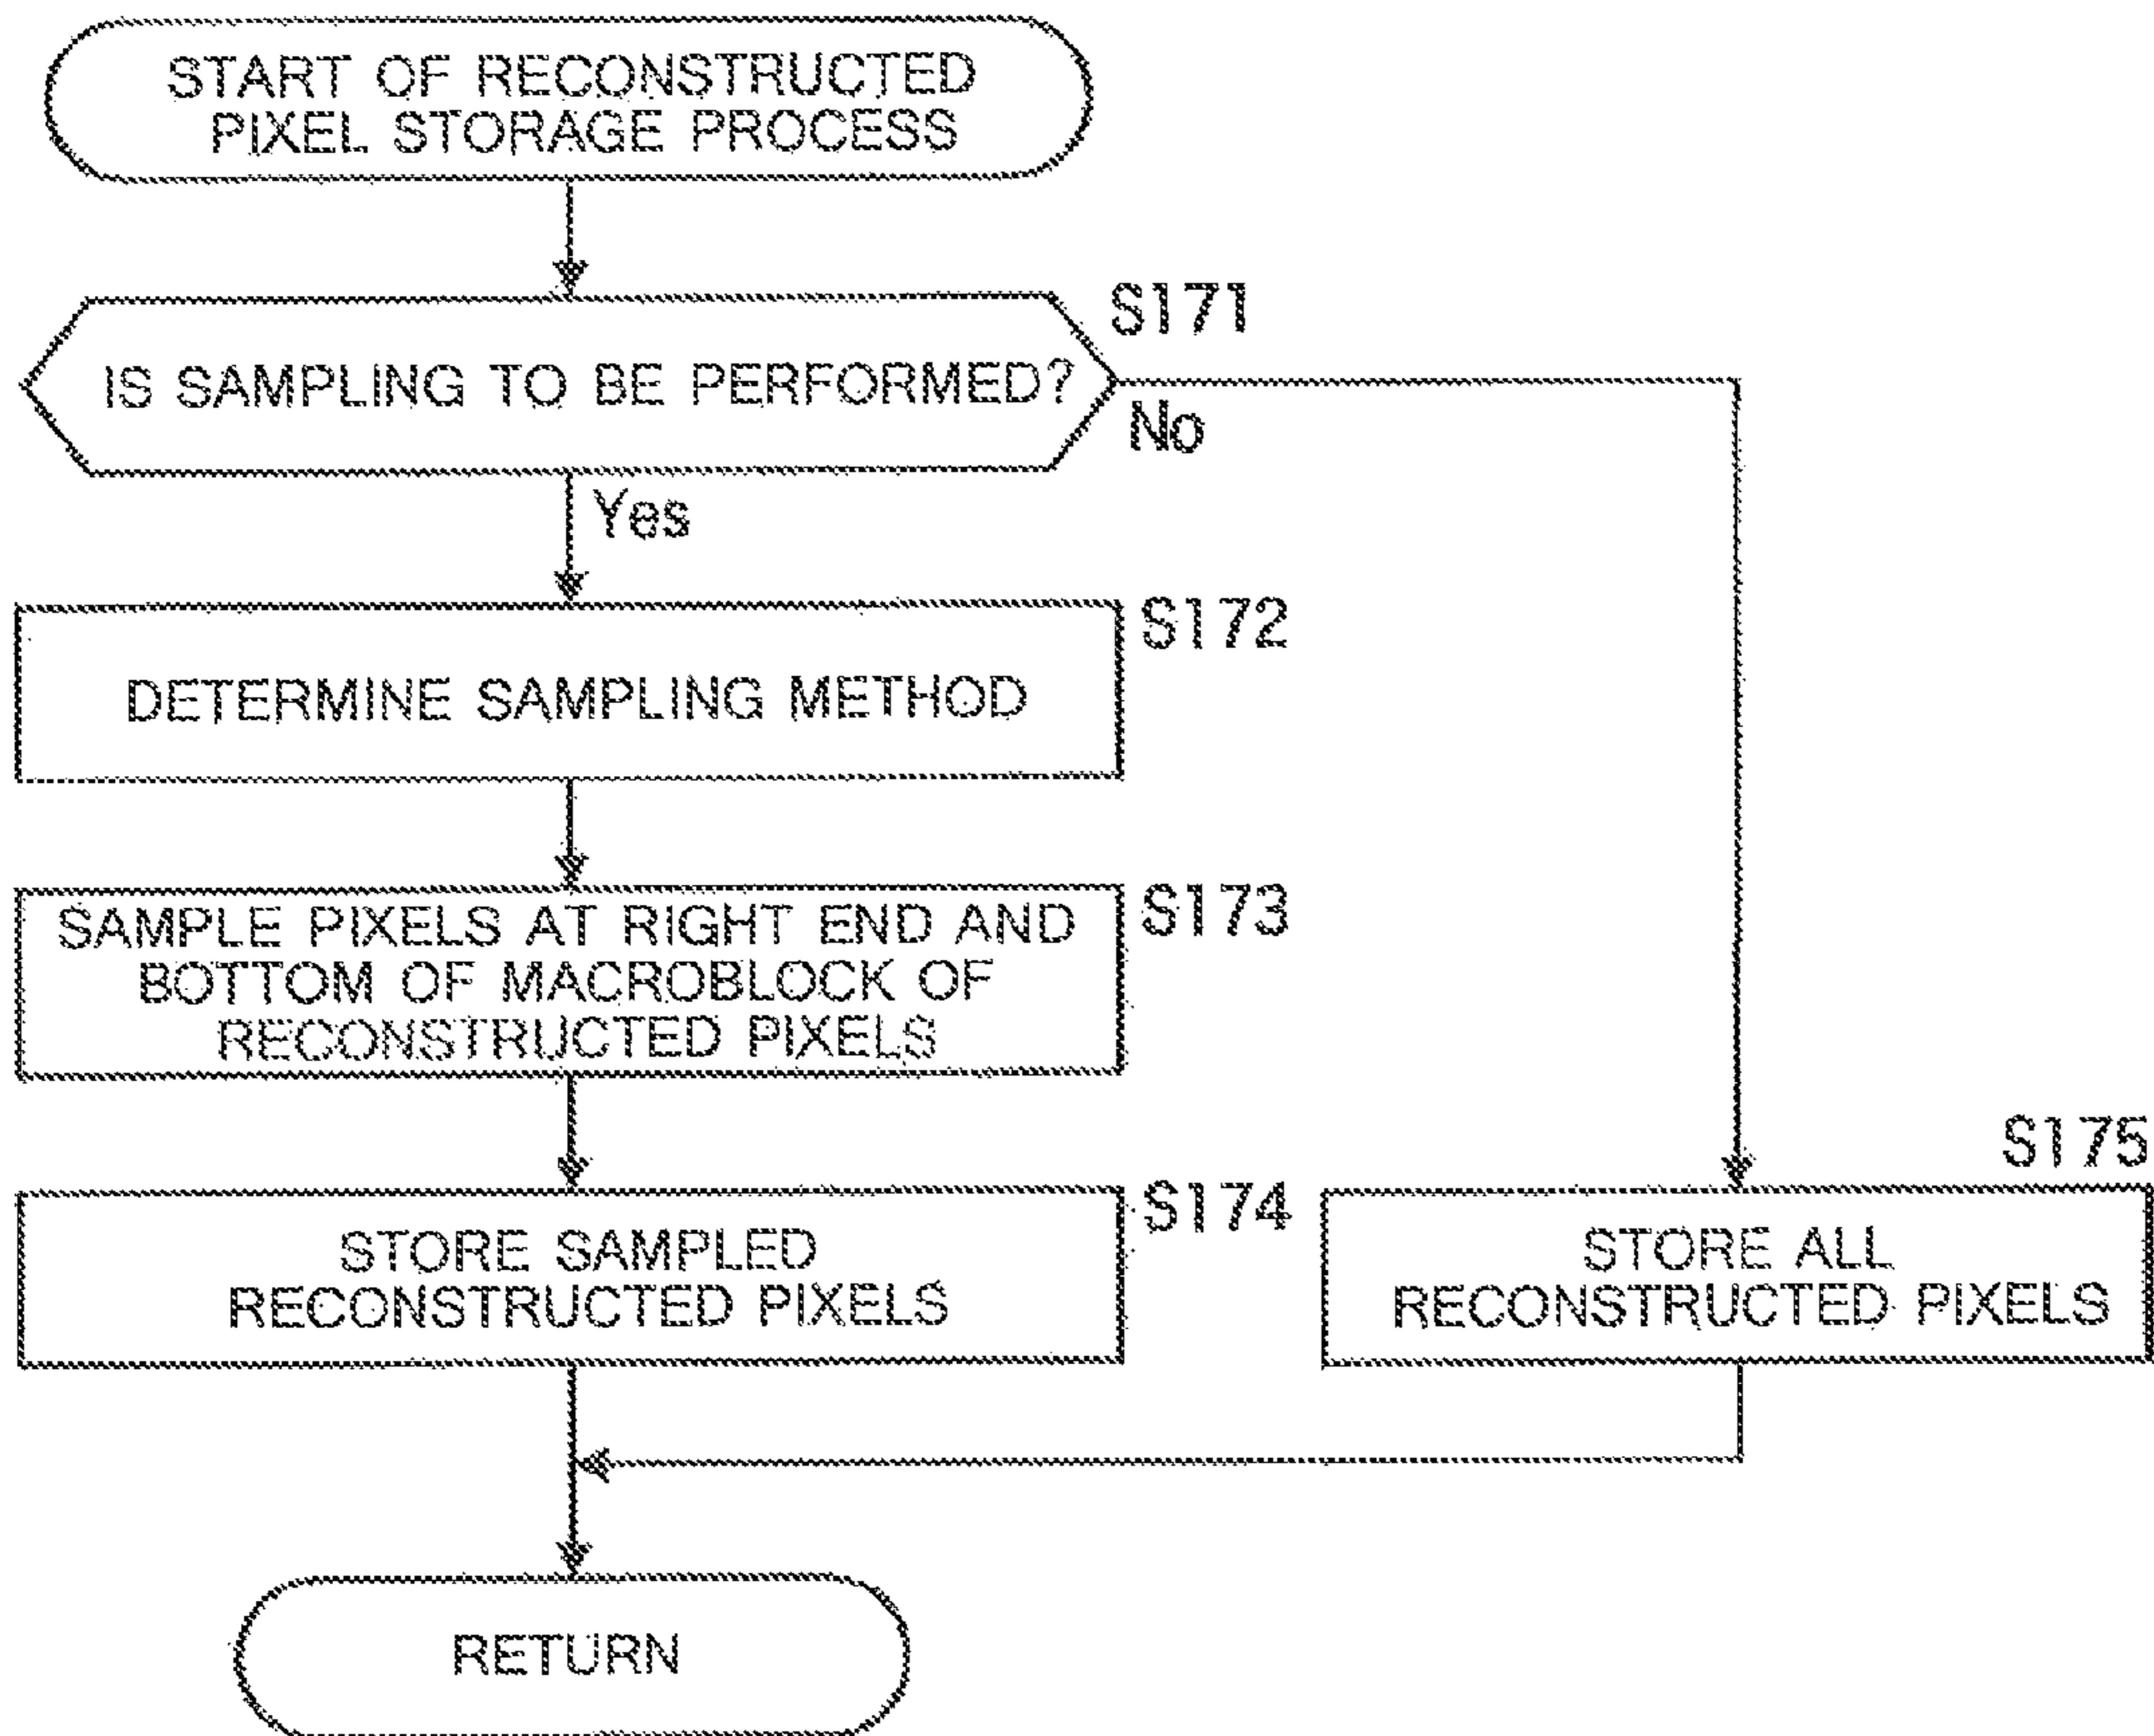 START OF RECONSTRUCTED
PIXEL STORAGE PROCESS
S171
IS SAMPLING TO BE PERFORMED?
No
Yes
S172
DETERMINE SAMPLING METHOD
S173
SAMPLE PIXELS AT RIGHT END AND
BOTTOM OF MACROBLOCK OF
RECONSTRUCTED PIXELS
S174
STORE SAMPLED
RECONSTRUCTED PIXELS
S175
STORE ALL
RECONSTRUCTED PIXELS
RETURN